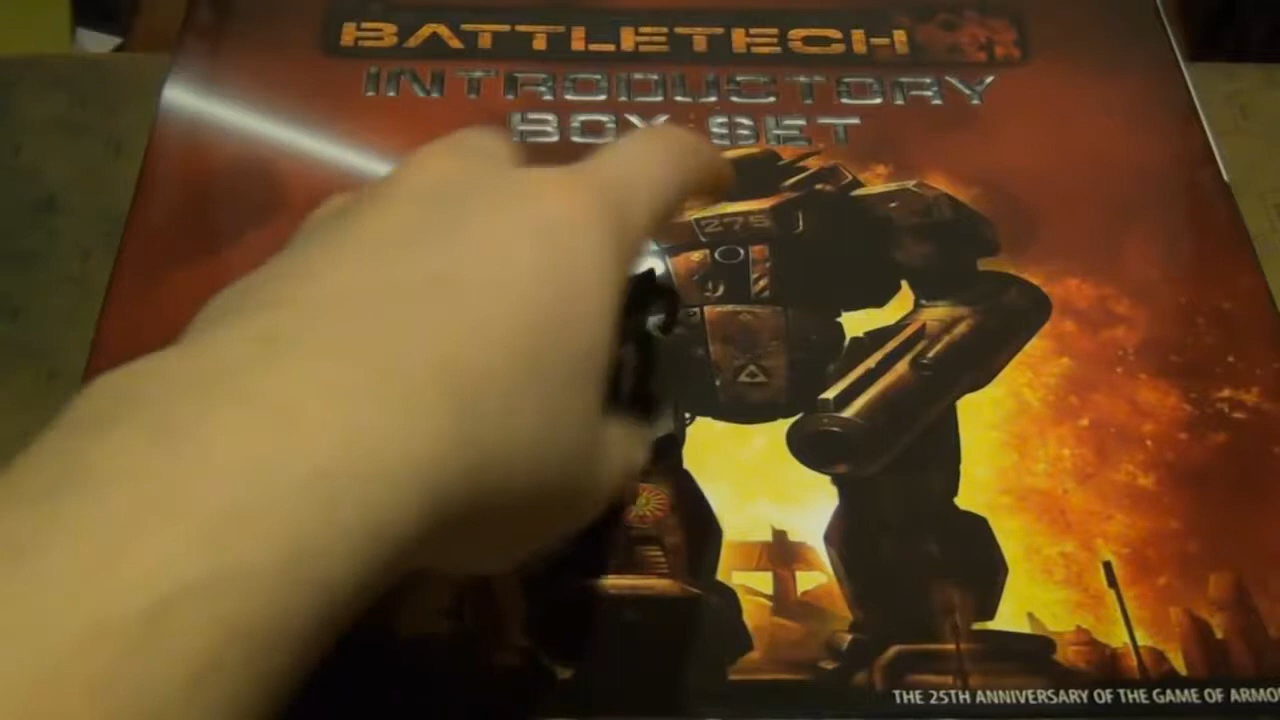 BATTLETECH
INTRODUCTORY
BOX SET
275
THE 25TH ANNIVERSARY OF THE GAME OF ARMO